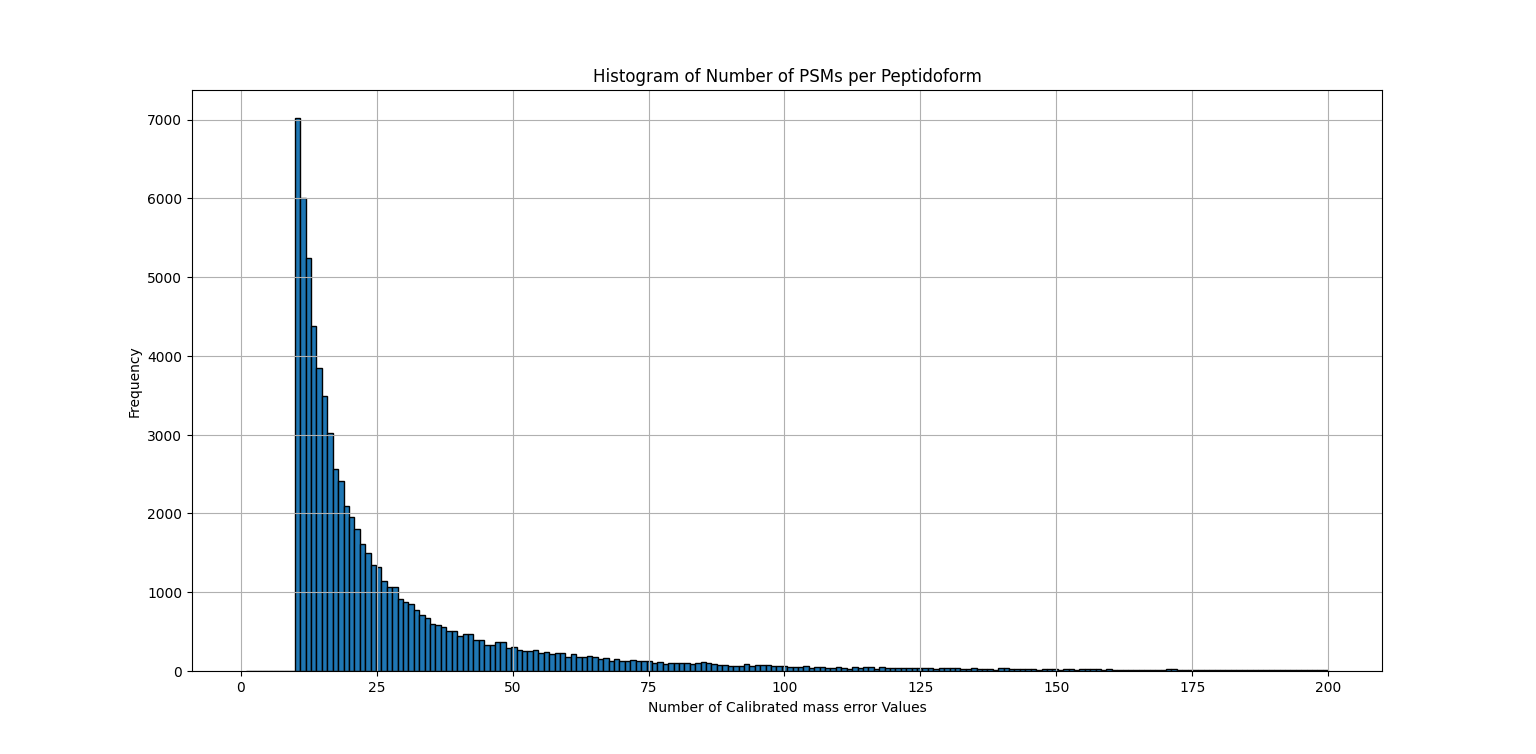 Histogram of Number of PSMs per Peptidoform
7000
6000
5000
4000
3000
2000
1000
0
Frequency
0 25 50 75 100 125 150 175 200
Number of Calibrated mass error Values